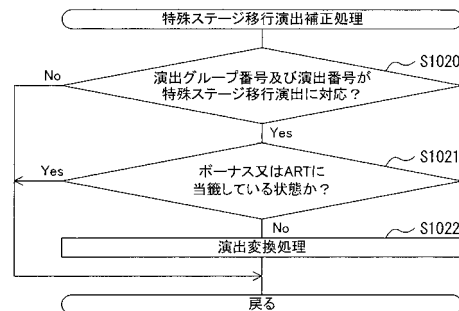 特殊ステージ移行演出補正処理
S1020
No
演出グループ番号及び演出番号が
特殊ステージ移行演出に対応?
Yes
S1021
Yes
ボーナス又はARTに
当籤している状態か?
No
S1022
演出変換処理
戻る